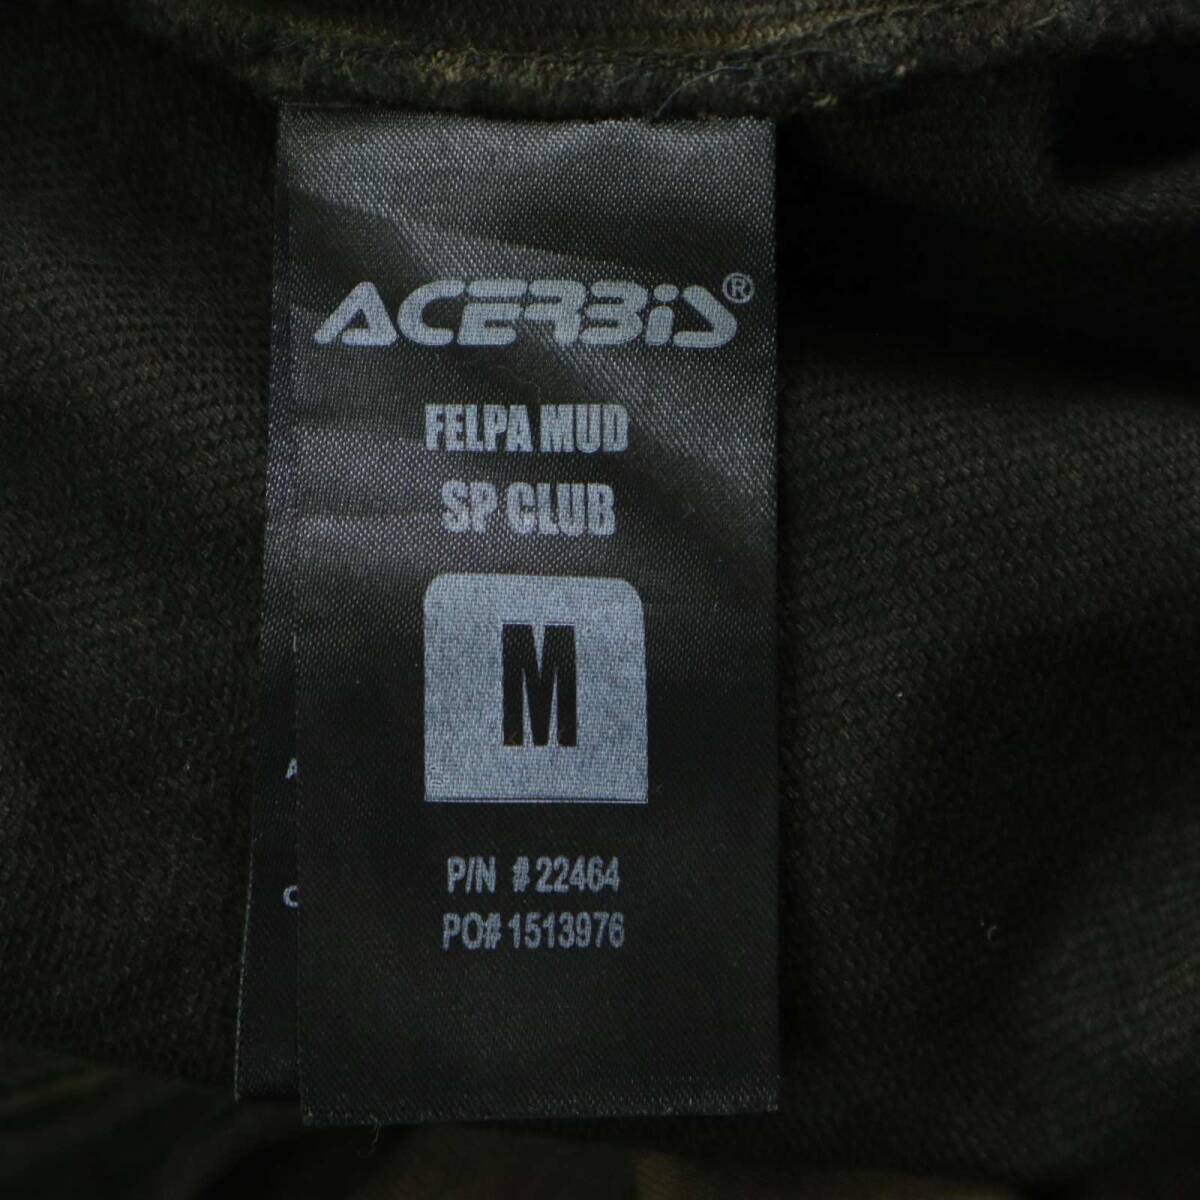 ACERBIS®
FELPA MUD
SP CLUB
M
P/N #22464
PO#1513976